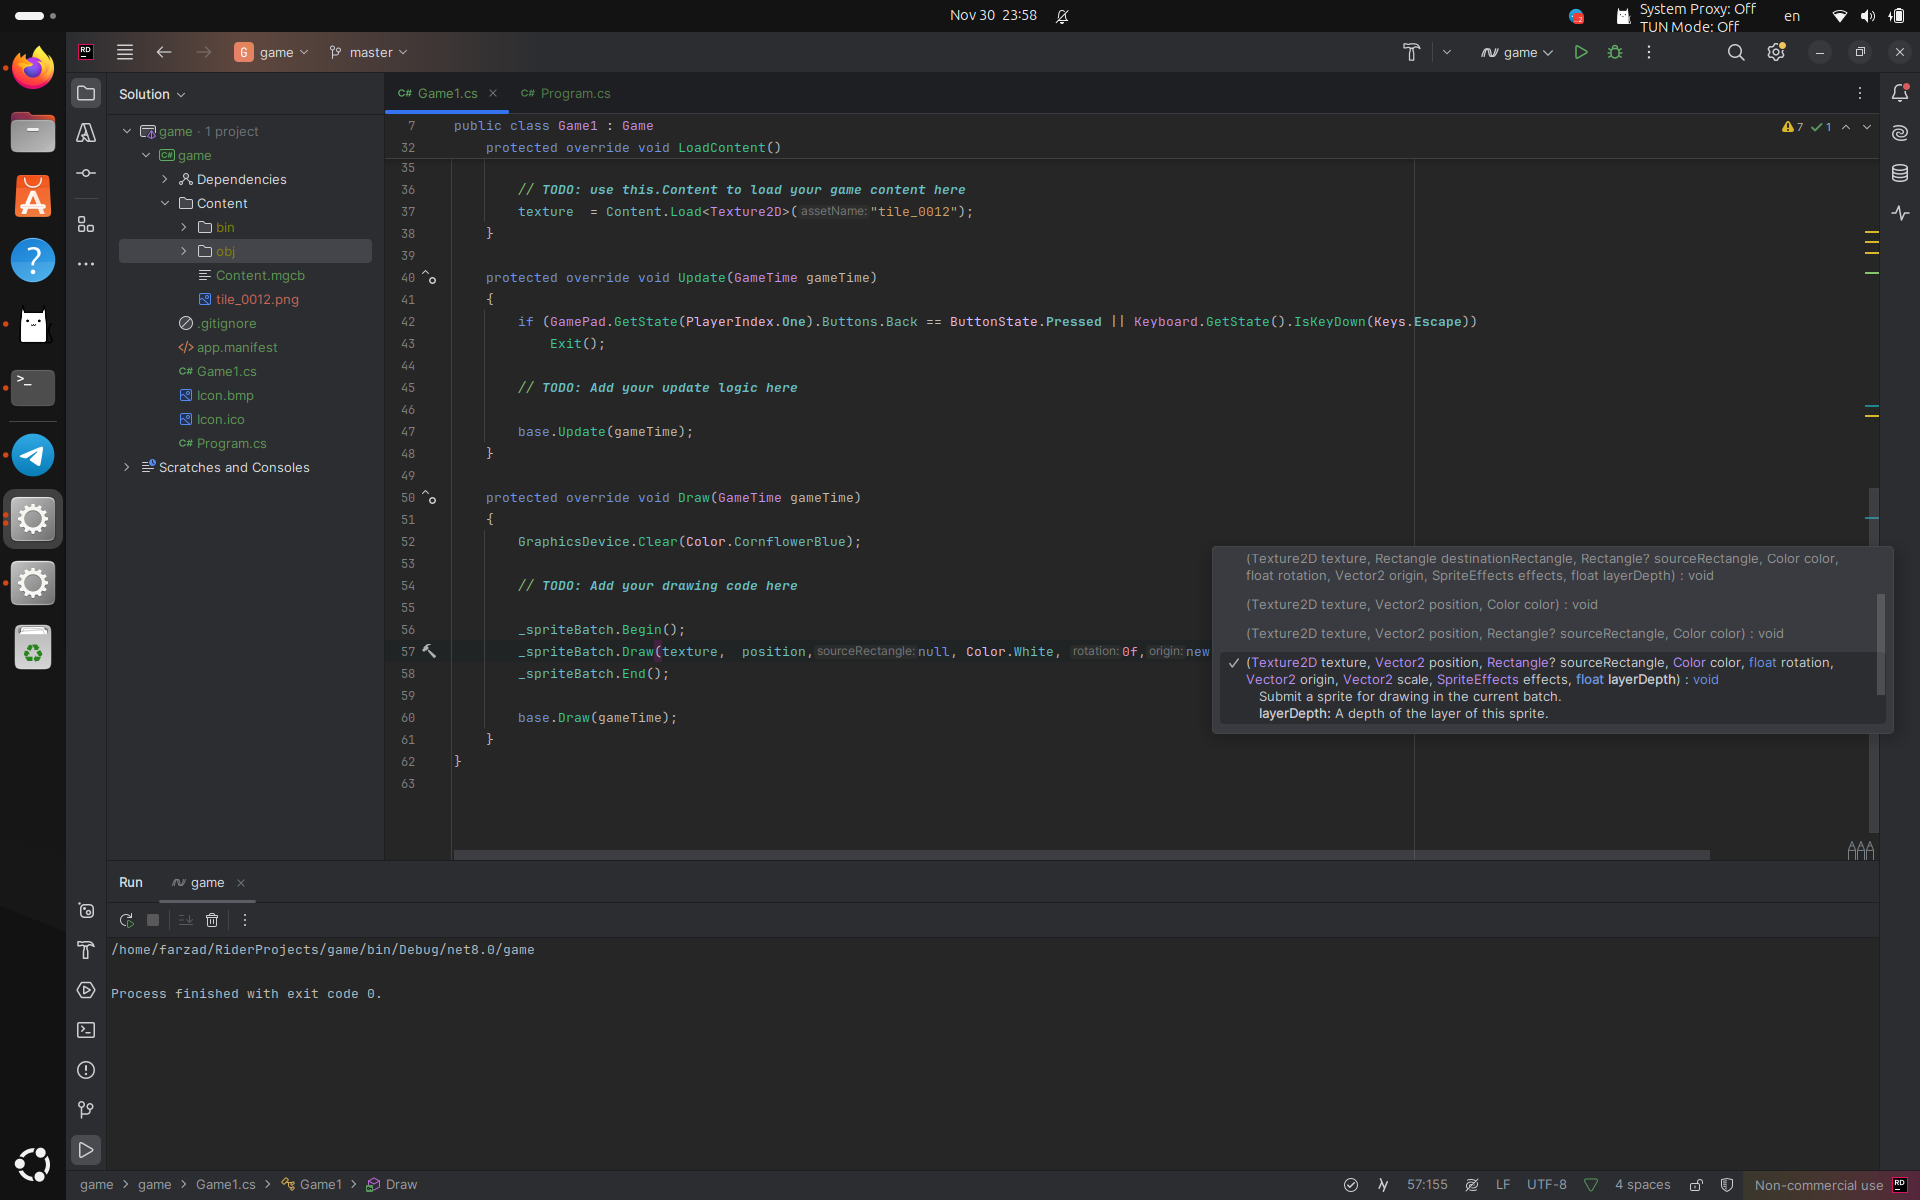 Nov 30 23:58
System Proxy: Off
TUN Mode: Off
en
RD
G game
master
game
Solution
C# Game1.cs
C# Program.cs
game · 1 project
C# game
Dependencies
Content
bin
obj
Content.mgcb
tile_0012.png
.gitignore
</> app.manifest
C# Game1.cs
Icon.bmp
Icon.ico
C# Program.cs
Scratches and Consoles
7 1
7 public class Game1 : Game
32 protected override void LoadContent()
35
36 // TODO: use this.Content to load your game content here
37 texture  = Content.Load<Texture2D>( assetName: "tile_0012");
38 }
39
40 protected override void Update(GameTime gameTime)
41 {
42 if (GamePad.GetState(PlayerIndex.One).Buttons.Back == ButtonState.Pressed || Keyboard.GetState().IsKeyDown(Keys.Escape))
43 Exit();
44
45 // TODO: Add your update logic here
46
47 base.Update(gameTime);
48 }
49
50 protected override void Draw(GameTime gameTime)
51 {
52 GraphicsDevice.Clear(Color.CornflowerBlue);
53
54 // TODO: Add your drawing code here
55
56 _spriteBatch.Begin();
57 _spriteBatch.Draw(texture,  position, sourceRectangle: null, Color.White, rotation: 0f, origin: new
58 _spriteBatch.End();
59
60 base.Draw(gameTime);
61 }
62 }
63
(Texture2D texture, Rectangle destinationRectangle, Rectangle? sourceRectangle, Color color,
float rotation, Vector2 origin, SpriteEffects effects, float layerDepth) : void
(Texture2D texture, Vector2 position, Color color) : void
(Texture2D texture, Vector2 position, Rectangle? sourceRectangle, Color color) : void
(Texture2D texture, Vector2 position, Rectangle? sourceRectangle, Color color, float rotation,
Vector2 origin, Vector2 scale, SpriteEffects effects, float layerDepth) : void
Submit a sprite for drawing in the current batch.
layerDepth: A depth of the layer of this sprite.
Run
game
/home/farzad/RiderProjects/game/bin/Debug/net8.0/game
Process finished with exit code 0.
game > game > Game1.cs > Game1 > Draw
57:155
LF
UTF-8
4 spaces
Non-commercial use
RD